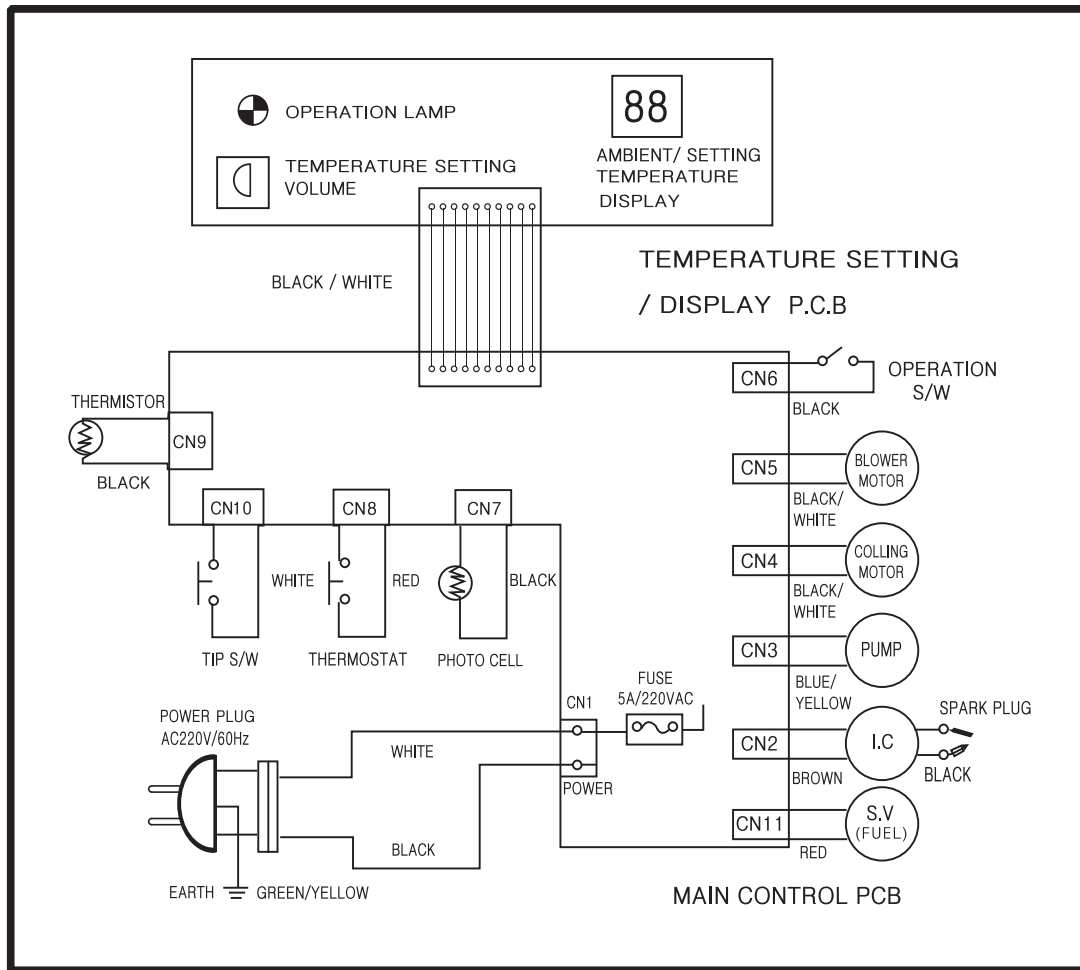 OPERATION LAMP
88
TEMPERATURE SETTING
VOLUME
AMBIENT/ SETTING
TEMPERATURE
DISPLAY
BLACK / WHITE
TEMPERATURE SETTING
/ DISPLAY P.C.B
THERMISTOR
CN9
BLACK
CN6
OPERATION
S/W
BLACK
CN5
BLOWER
MOTOR
BLACK/
WHITE
CN10
CN8
CN7
WHITE
RED
BLACK
TIP S/W
THERMOSTAT
PHOTO CELL
CN4
COLLING
MOTOR
BLACK/
WHITE
CN3
PUMP
BLUE/
YELLOW
POWER PLUG
AC220V/60Hz
WHITE
CN1
FUSE
5A/220VAC
POWER
CN2
I.C
SPARK PLUG
BROWN
BLACK
BLACK
CN11
S.V
(FUEL)
RED
EARTH
GREEN/YELLOW
MAIN CONTROL PCB